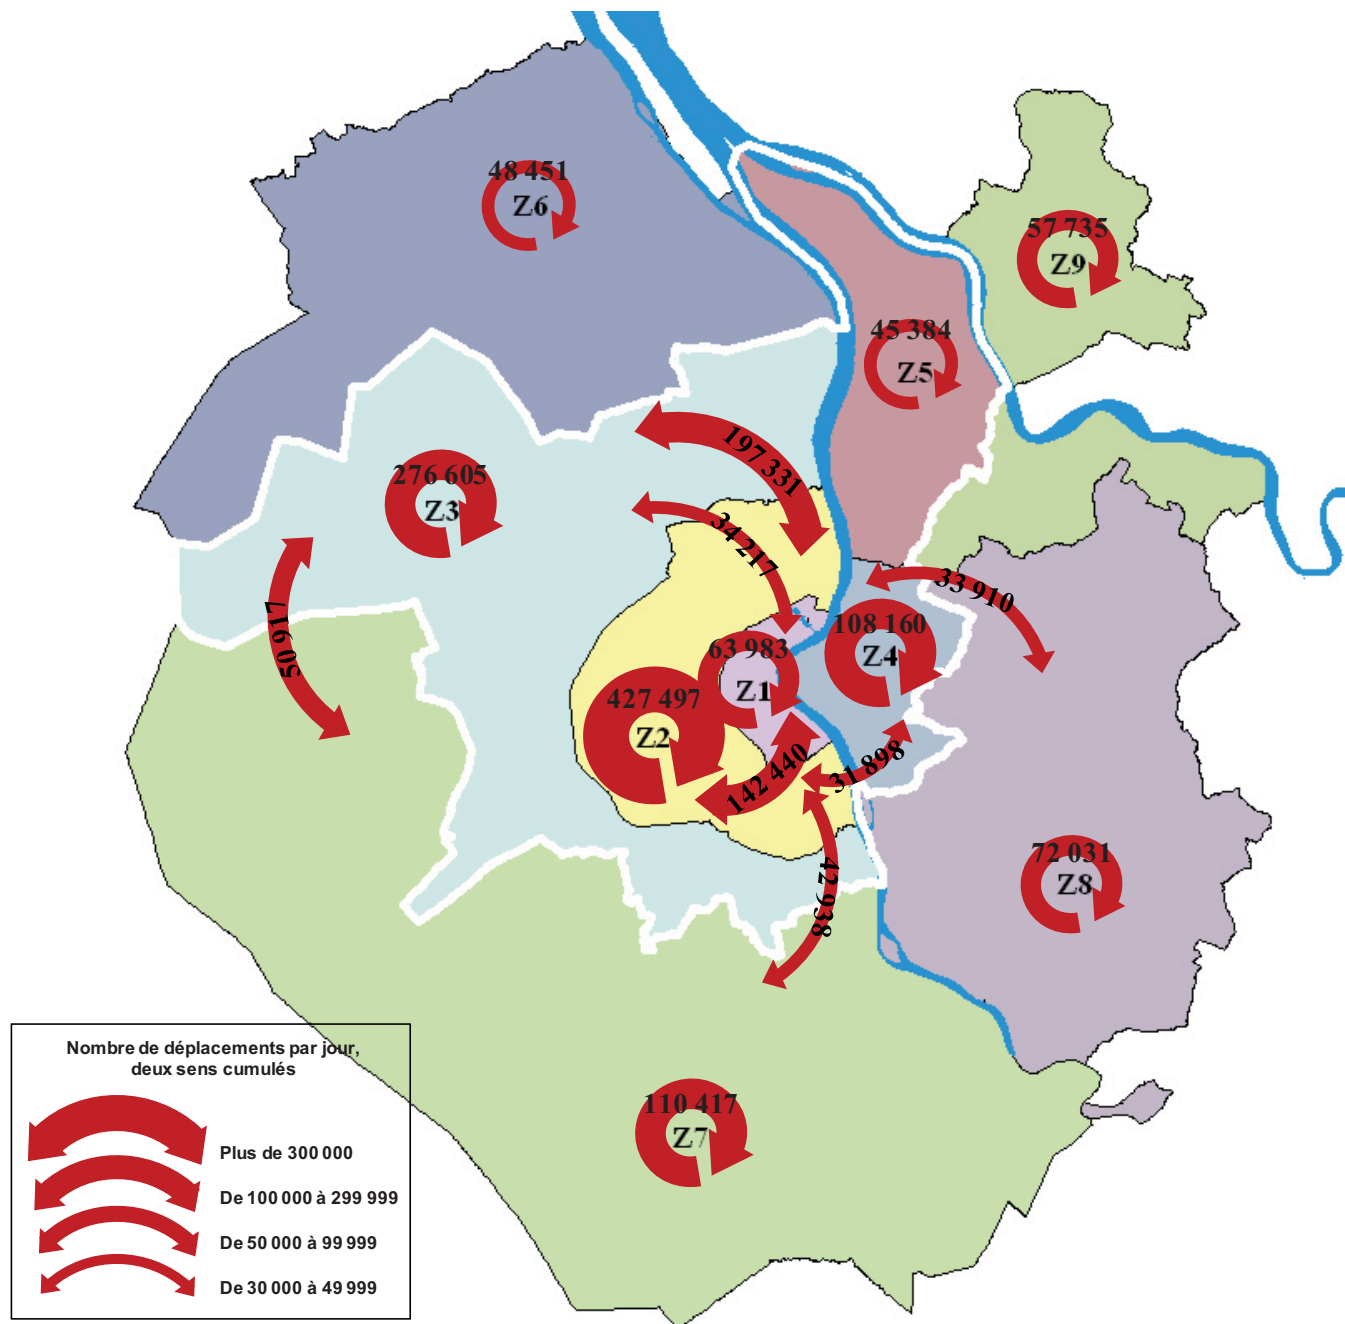 48 451
Z6
57 735
Z9
45 384
Z5
197 331
276 605
Z3
34 217
33 910
50 917
108 160
Z4
63 983
Z1
427 497
Z2
142 440
31 898
42 938
72 031
Z8
110 417
Z7
Nombre de déplacements par jour,
deux sens cumulés
Plus de 300 000
De 100 000 à 299 999
De 50 000 à 99 999
De 30 000 à 49 999